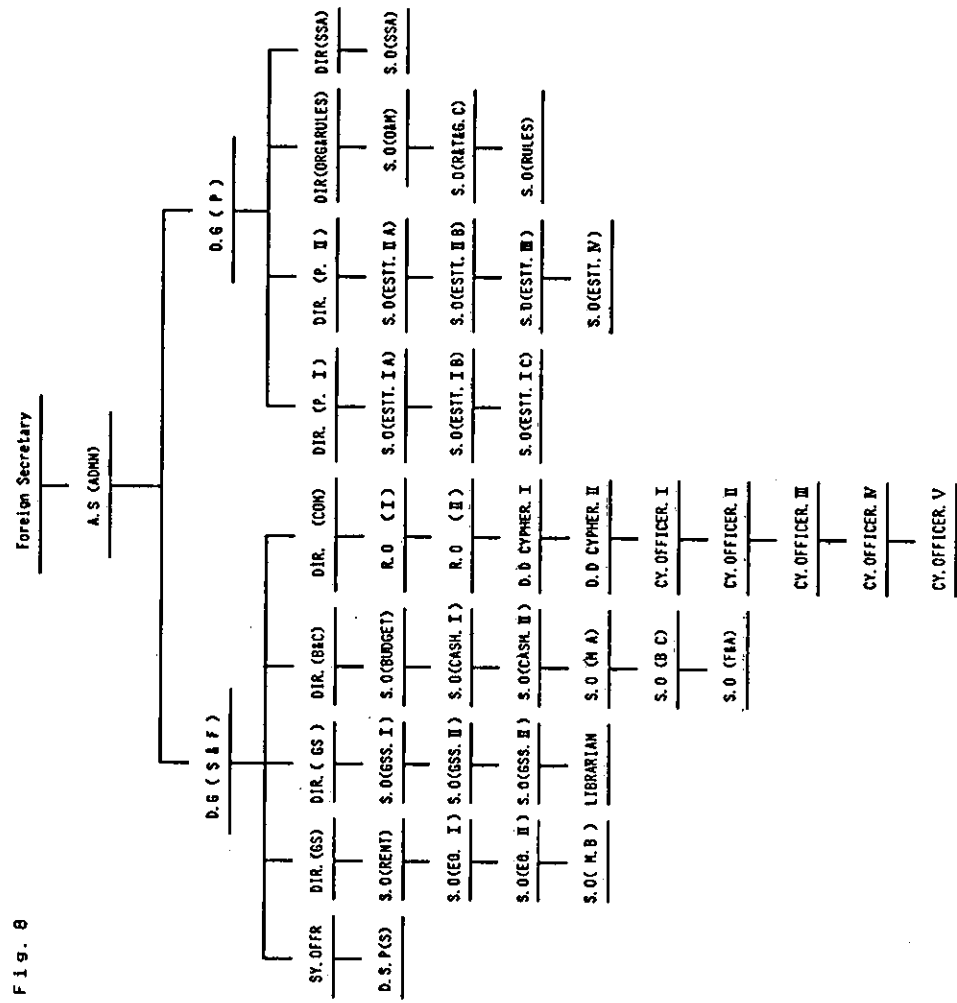 Fig. 8
Foreign Secretary
A.S (ADMN)
D.G ( S & F )
D.G ( P )
SY.OFFR
D.S.P(S)
DIR.(GS)
S.O(RENT)
S.O(EQ. I)
S.O(EQ. II)
S.O( M.B )
DIR.( GS )
S.O(GSS. I)
S.O(GSS. II)
S.O(GSS. II)
LIBRARIAN
DIR.(B&C)
S.O(BUDGET)
S.O(CASH. I)
S.O(CASH. II)
S.O (M A)
S.O (B C)
S.O (F&A)
DIR. (COM)
R.O ( I )
R.O (II)
D.D CYPHER. I
D.D CYPHER. II
CY.OFFICER. I
CY.OFFICER. II
CY.OFFICER. III
CY.OFFICER. IV
CY.OFFICER. V
DIR. (P. I)
S.O(ESTT. I A)
S.O(ESTT. I B)
S.O(ESTT. I C)
DIR. (P. II)
S.O(ESTT. II A)
S.O(ESTT. II B)
S.O(ESTT. III)
S.O(ESTT. IV)
DIR(ORG&RULES)
S.O(O&M)
S.O(R&T&G.C)
S.O(RULES)
DIR(SSA)
S.O(SSA)